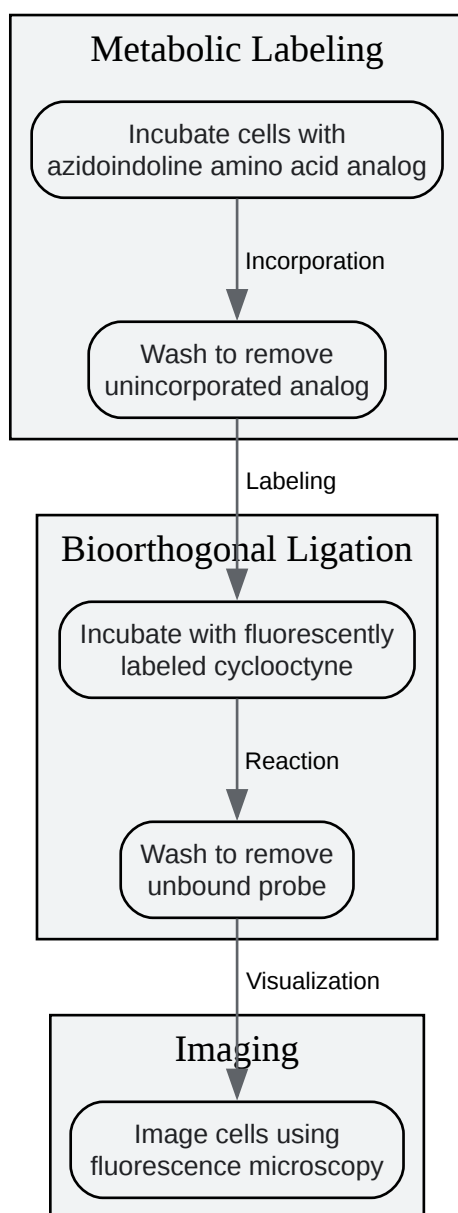 Metabolic Labeling
Incubate cells with
azidoindoline amino acid analog
Incorporation
Wash to remove
unincorporated analog
Labeling
Bioorthogonal Ligation
Incubate with fluorescently
labeled cyclooctyne
Reaction
Wash to remove
unbound probe
Visualization
Imaging
Image cells using
fluorescence microscopy